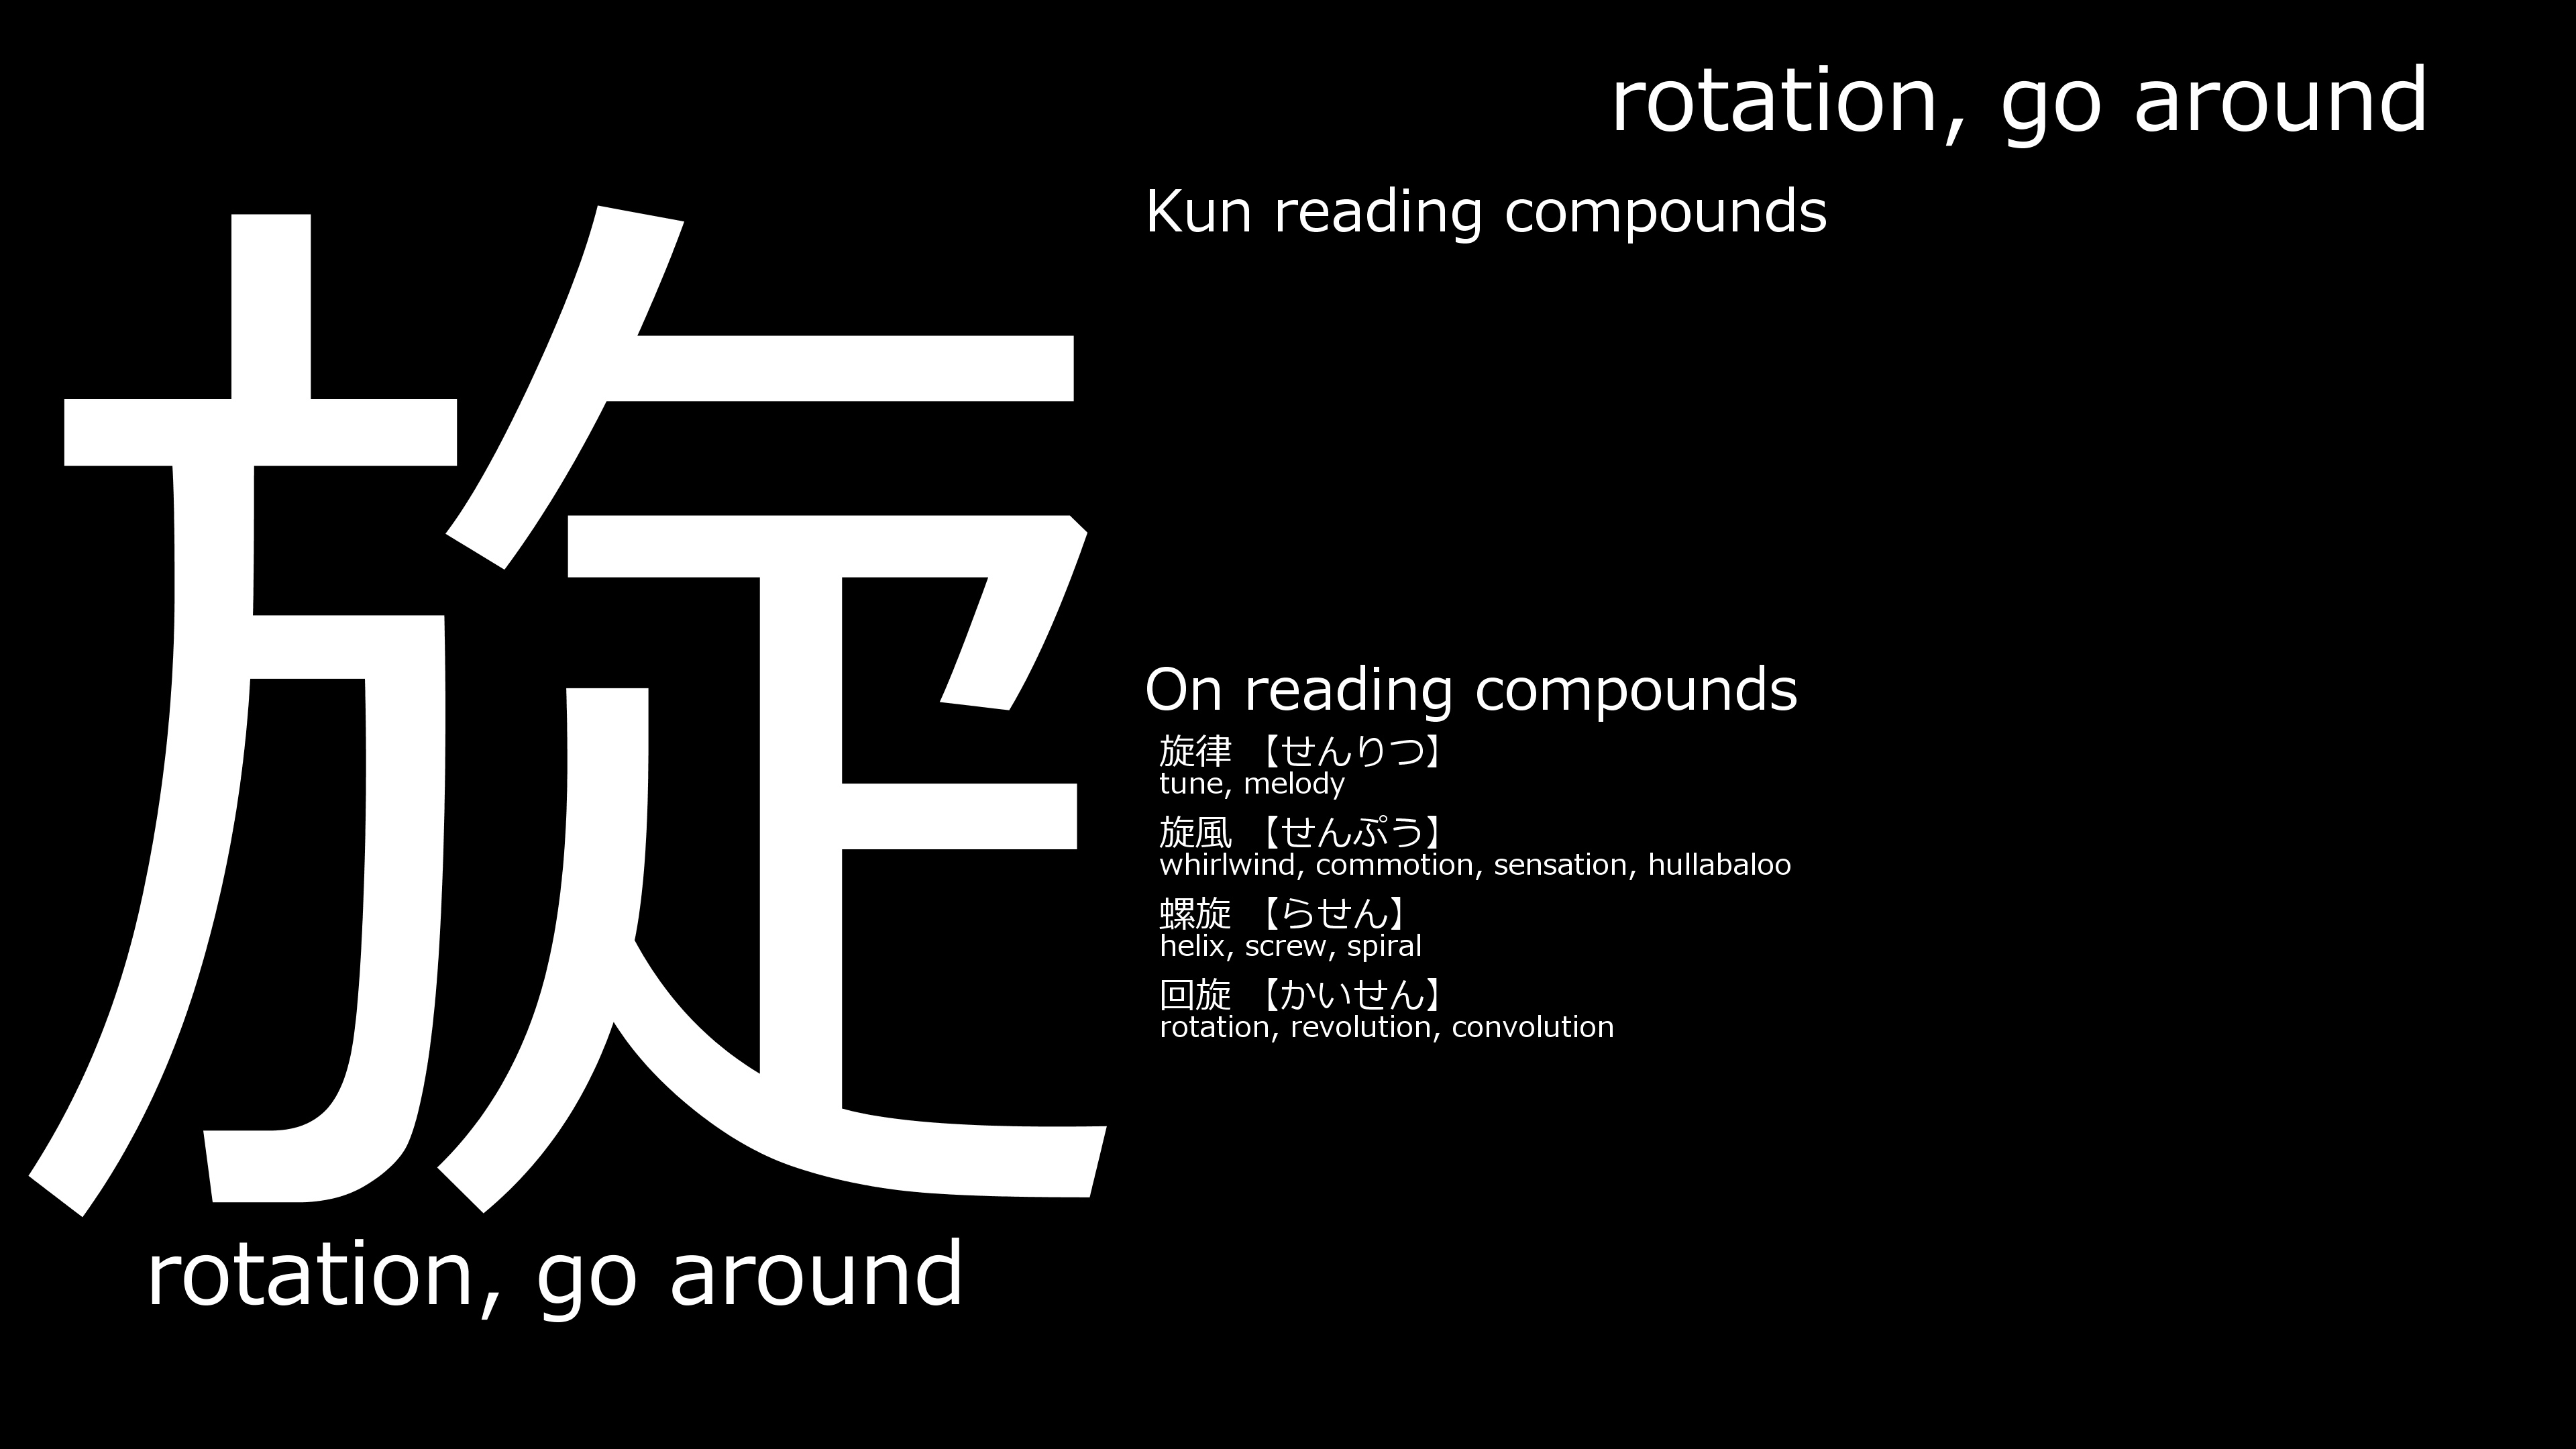 rotation, go around
旋
rotation, go around
Kun reading compounds
On reading compounds
旋律 【せんりつ】
tune, melody
旋風 【せんぷう】
whirlwind, commotion, sensation, hullabaloo
螺旋 【らせん】
helix, screw, spiral
回旋 【かいせん】
rotation, revolution, convolution